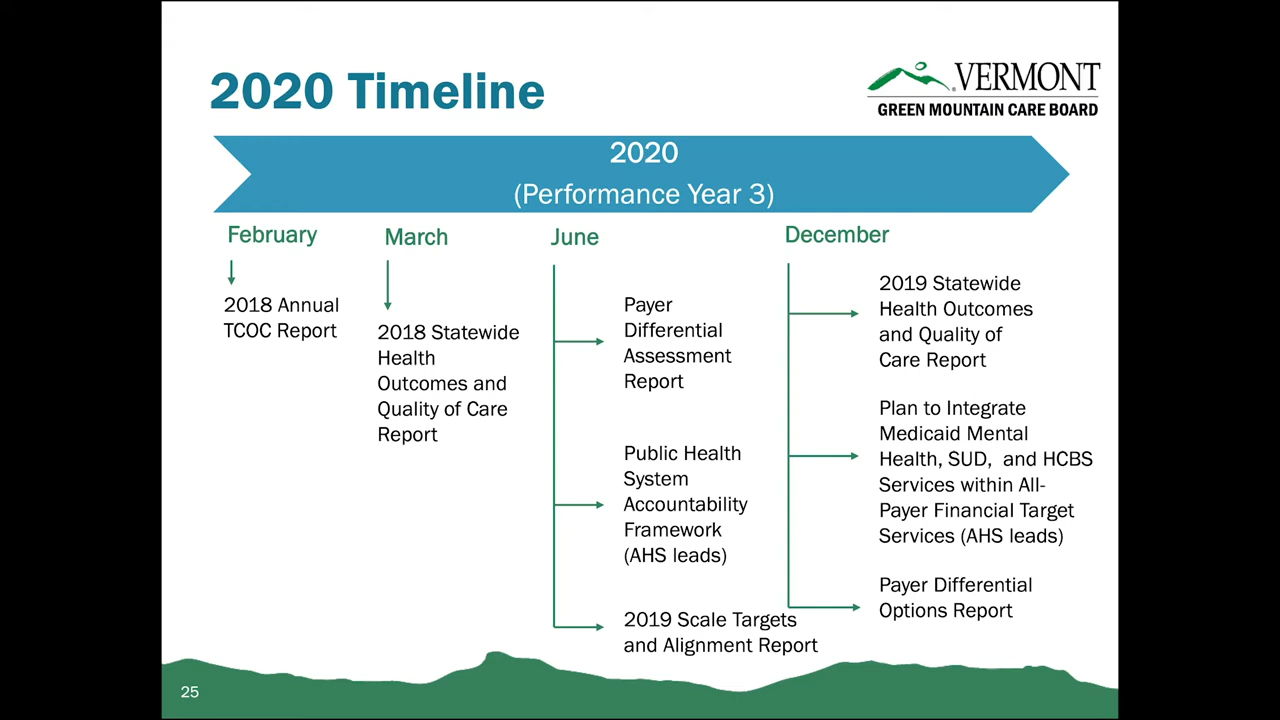 2020 Timeline
VERMONT
GREEN MOUNTAIN CARE BOARD
2020
(Performance Year 3)
February
2018 Annual
TCOC Report
March
2018 Statewide
Health
Outcomes and
Quality of Care
Report
June
Payer
Differential
Assessment
Report
Public Health
System
Accountability
Framework
(AHS leads)
2019 Scale Targets
and Alignment Report
December
2019 Statewide
Health Outcomes
and Quality of
Care Report
Plan to Integrate
Medicaid Mental
Health, SUD, and HCBS
Services within All-
Payer Financial Target
Services (AHS leads)
Payer Differential
Options Report
25